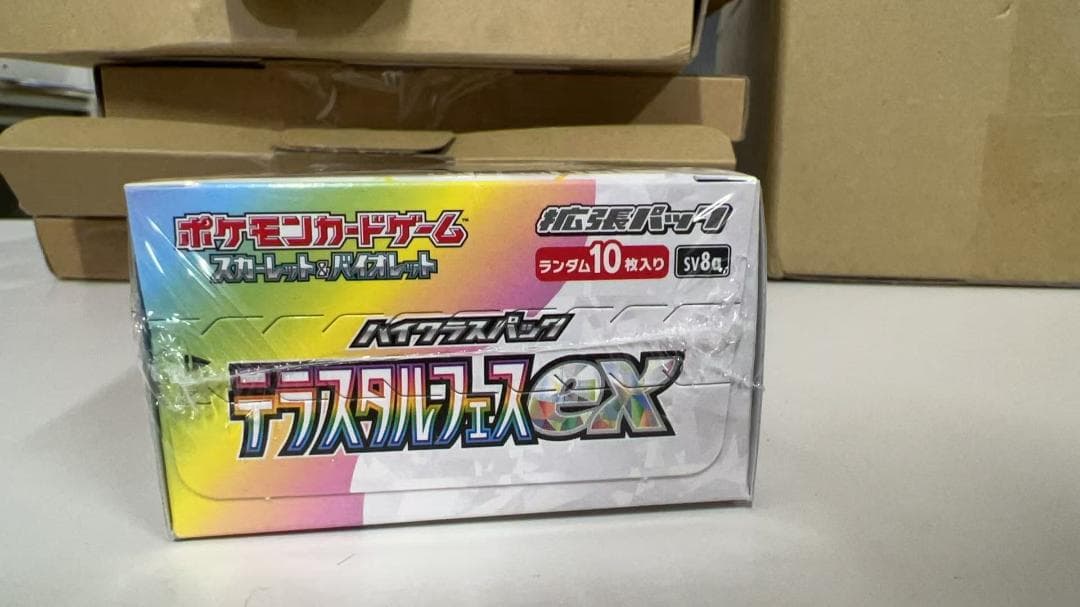 ポケモンカードゲーム™
スカーレット&バイオレット
拡張パック
ランダム10枚入り SV8a
ハイクラスパック
テラスタルフェスex